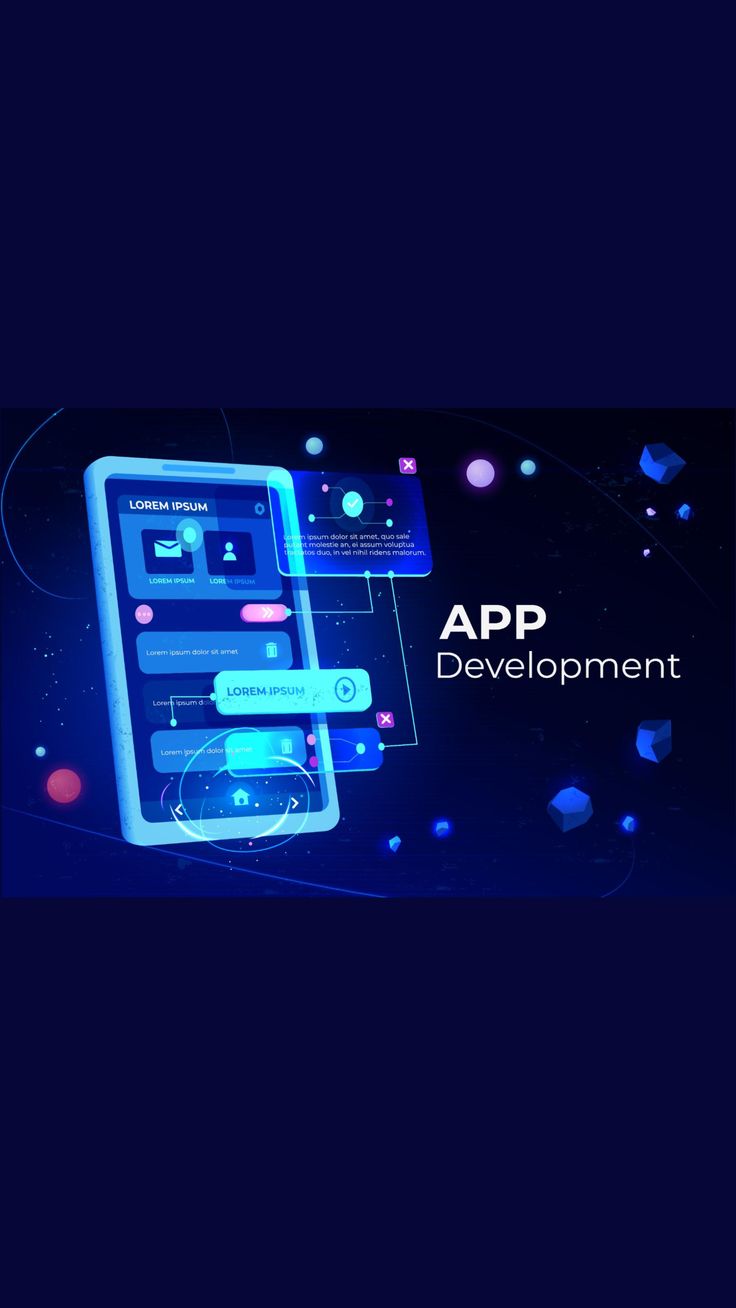 LOREM IPSUM
LOREM IPSUM
LOREM IPSUM
Lorem ipsum dolor sit amet, quo sale
putent molestie an, ei assum voluptua
tractatos duo, in vel nihil ridens malorum.
Lorem ipsum dolor sit amet
LOREM IPSUM
Lorem ipsum do
Lorem ipsum dolor sit amet
APP
Development